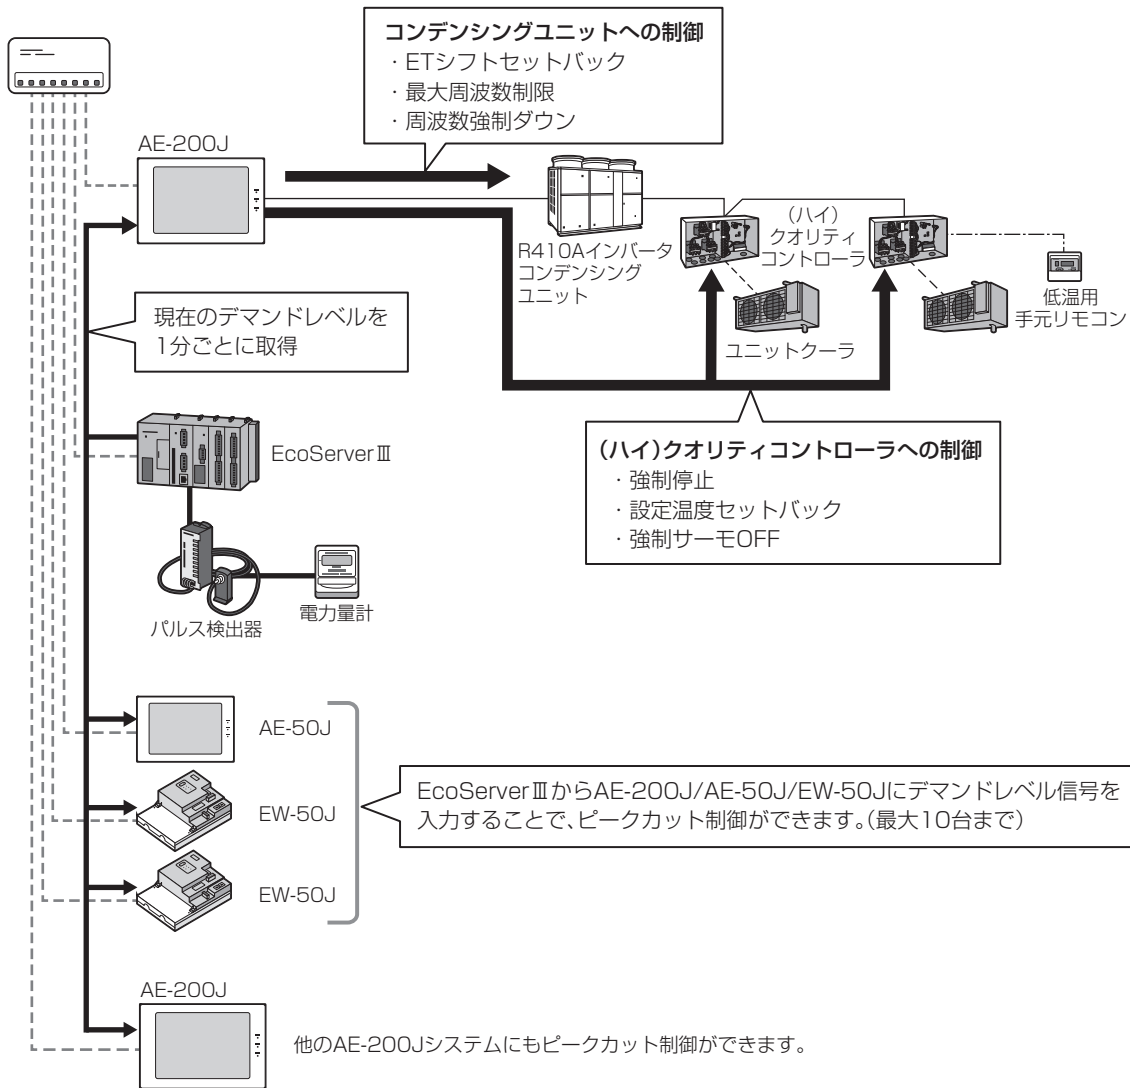 コンデンシングユニットへの制御
・ETシフトセットバック
・最大周波数制限
・周波数強制ダウン
AE-200J
R410Aインバータ
コンデンシング
ユニット
(ハイ)
クオリティ
コントローラ
低温用
手元リモコン
ユニットクーラ
現在のデマンドレベルを
1分ごとに取得
(ハイ)クオリティコントローラへの制御
・強制停止
・設定温度セットバック
・強制サーモOFF
EcoServerⅢ
パルス検出器
電力量計
AE-50J
EW-50J
EW-50J
EcoServerⅢからAE-200J/AE-50J/EW-50Jにデマンドレベル信号を
入力することで、ピークカット制御ができます。(最大10台まで)
AE-200J
他のAE-200Jシステムにもピークカット制御ができます。